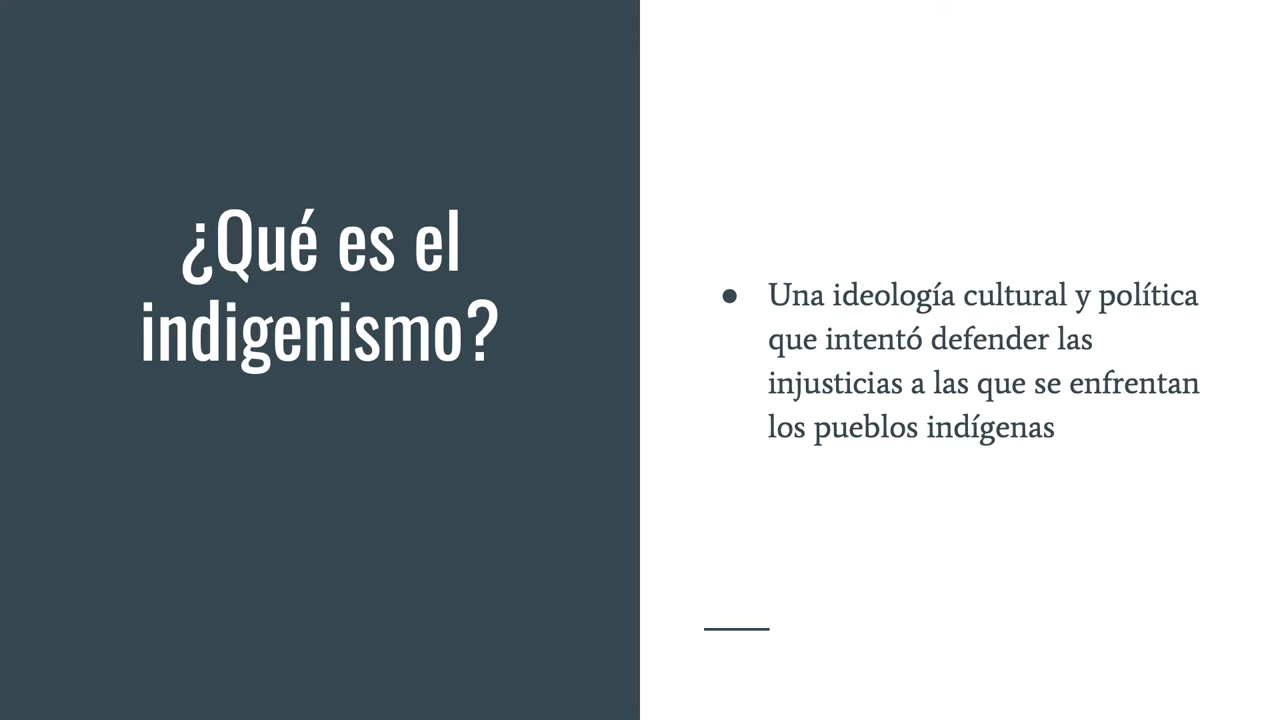 ¿Qué es el
indigenismo?
● Una ideología cultural y política
que intentó defender las
injusticias a las que se enfrentan
los pueblos indígenas